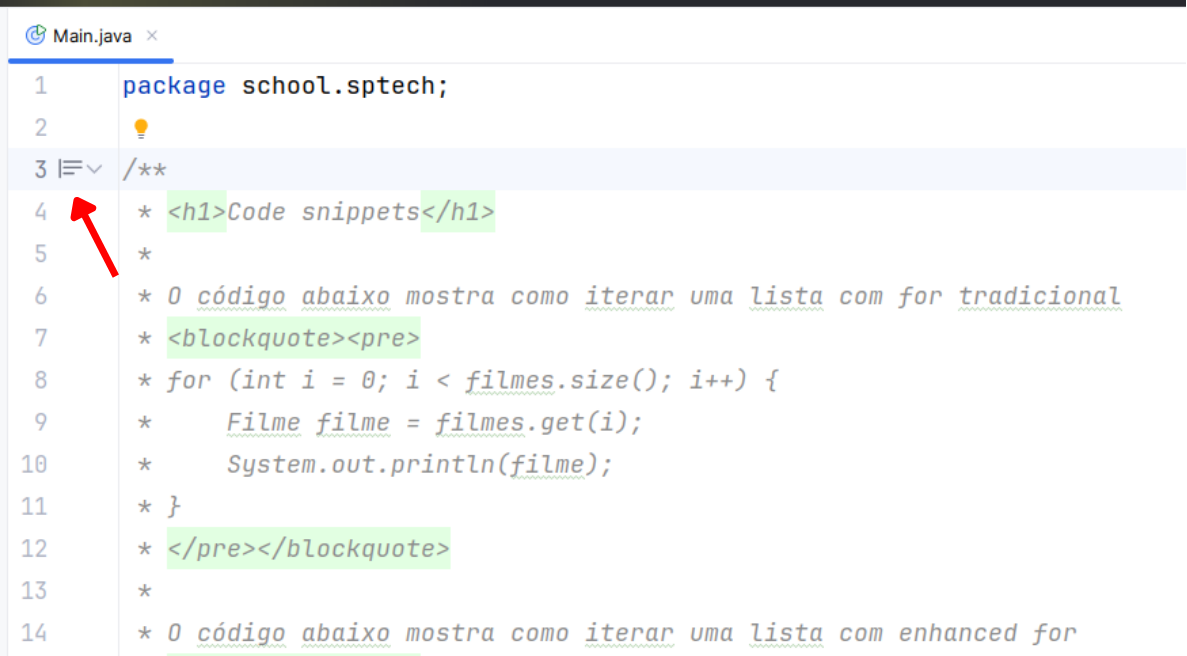 Main.java
1 package school.sptech;
2
3 /**
4 * <h1>Code snippets</h1>
5 *
6 * O código abaixo mostra como iterar uma lista com for tradicional
7 * <blockquote><pre>
8 * for (int i = 0; i < filmes.size(); i++) {
9 *     Filme filme = filmes.get(i);
10 *     System.out.println(filme);
11 * }
12 * </pre></blockquote>
13 *
14 * O código abaixo mostra como iterar uma lista com enhanced for